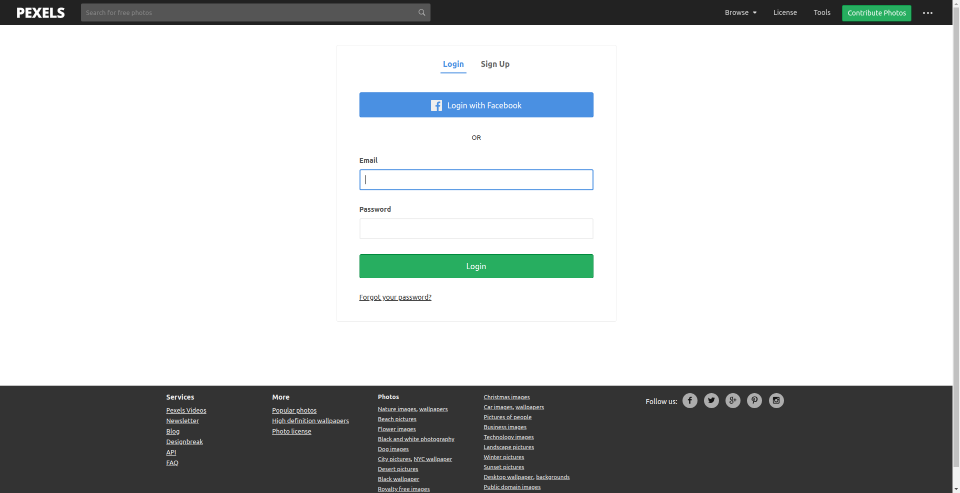 PEXELS
Search for free photos
Browse
License
Tools
Contribute Photos
Login
Sign Up
Login with Facebook
OR
Email
Password
Login
Forgot your password?
Services
Pexels Videos
Newsletter
Blog
Designbreak
API
FAQ
More
Popular photos
High definition wallpapers
Photo license
Photos
Nature images, wallpapers
Beach pictures
Flower images
Black and white photography
Dog images
City pictures, NYC wallpaper
Desert pictures
Black wallpaper
Royalty free images
Christmas images
Car images, wallpapers
Pictures of people
Business images
Technology images
Landscape pictures
Winter pictures
Sunset pictures
Desktop wallpaper, backgrounds
Public domain images
Follow us: